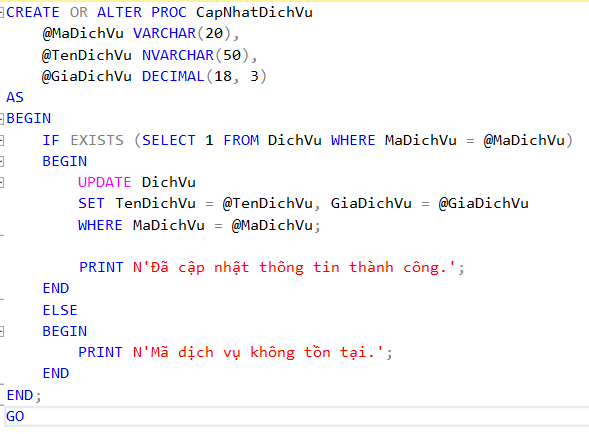 CREATE OR ALTER PROC CapNhatDichVu
    @MaDichVu VARCHAR(20),
    @TenDichVu NVARCHAR(50),
    @GiaDichVu DECIMAL(18, 3)
AS
BEGIN
    IF EXISTS (SELECT 1 FROM DichVu WHERE MaDichVu = @MaDichVu)
    BEGIN
        UPDATE DichVu
        SET TenDichVu = @TenDichVu, GiaDichVu = @GiaDichVu
        WHERE MaDichVu = @MaDichVu;

        PRINT N'Đã cập nhật thông tin thành công.';
    END
    ELSE
    BEGIN
        PRINT N'Mã dịch vụ không tồn tại.';
    END
END;
GO